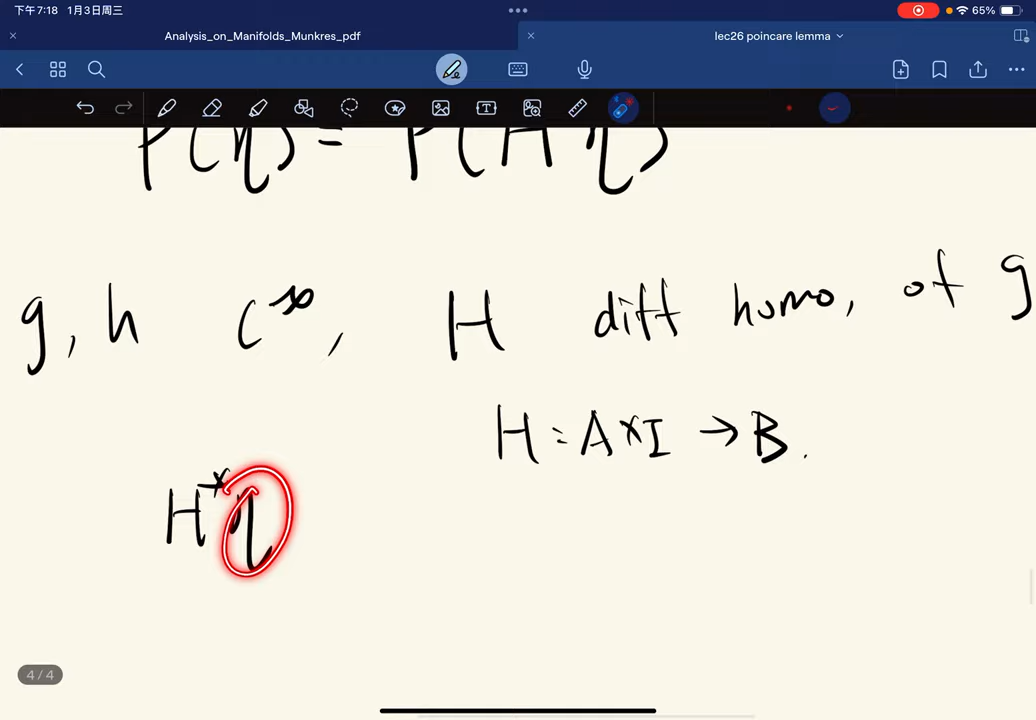 下午7:18 1月3日周三
65%
Analysis_on_Manifolds_Munkres_pdf
lec26 poincare lemma
P(η) = P(H η)
g, h C^∞, H diff homo, of g
H = A×I → B.
H*η
4 / 4